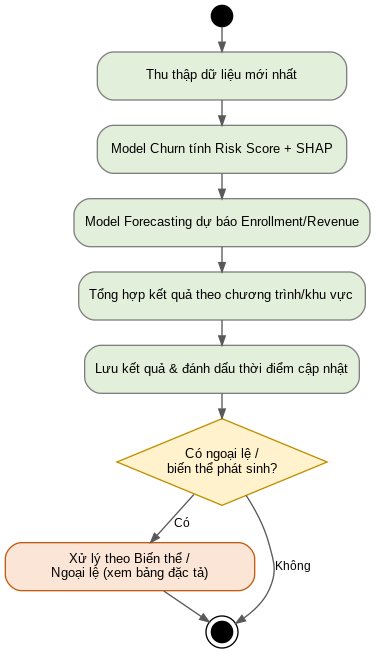 Thu thập dữ liệu mới nhất
Model Churn tính Risk Score + SHAP
Model Forecasting dự báo Enrollment/Revenue
Tổng hợp kết quả theo chương trình/khu vực
Lưu kết quả & đánh dấu thời điểm cập nhật
Có ngoại lệ /
biến thể phát sinh?
Có
Không
Xử lý theo Biến thể /
Ngoại lệ (xem bảng đặc tả)